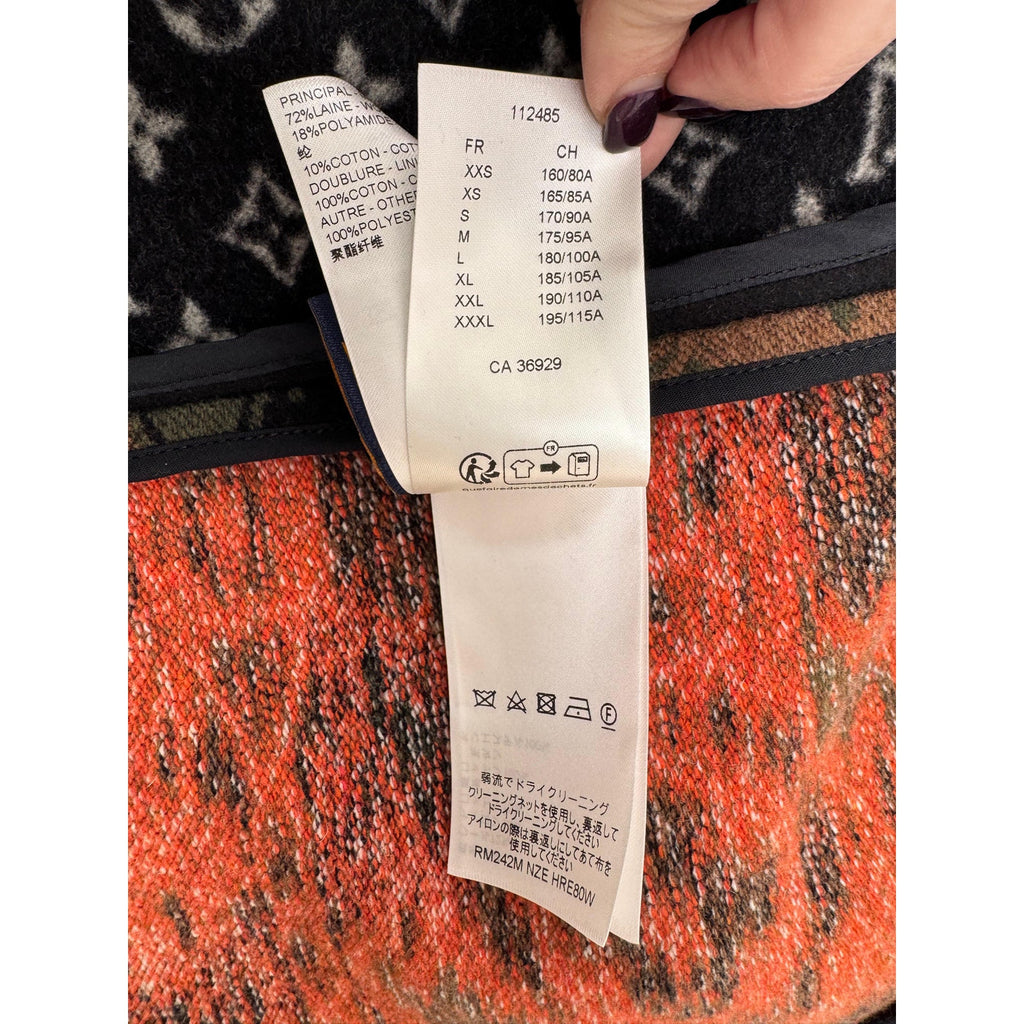 PRINCIPAL
72%LAINE - W
18%POLYAMIDE
纶
10%COTON - COT
DOUBLURE - LINI
100%COTON - C
AUTRE - OTHE
100%POLYEST
聚酯纤维
112485
FR CH
XXS 160/80A
XS 165/85A
S 170/90A
M 175/95A
L 180/100A
XL 185/105A
XXL 190/110A
XXXL 195/115A
CA 36929
FR
quefairedemesdechets.fr
F
弱流でドライクリーニング
クリーニングネットを使用し、裏返して
ドライクリーニングしてください
アイロンの際は裏返しにしてあて布を
使用してください
RM242M NZE HRE80W